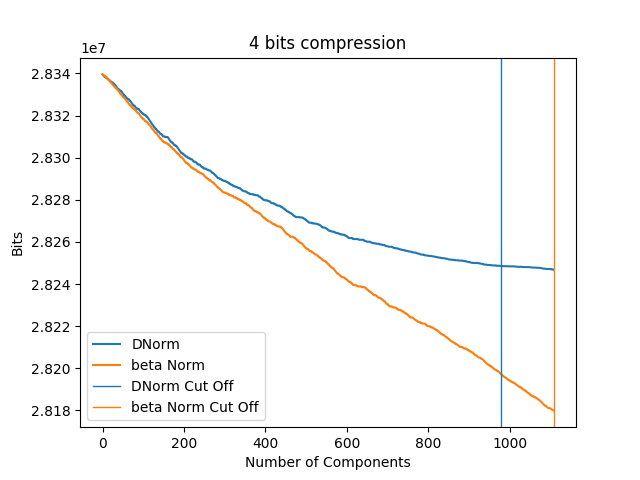 4 bits compression
1e7
2.834
2.832
2.830
2.828
2.826
2.824
2.822
2.820
2.818
Bits
DNorm
beta Norm
DNorm Cut Off
beta Norm Cut Off
0 200 400 600 800 1000
Number of Components